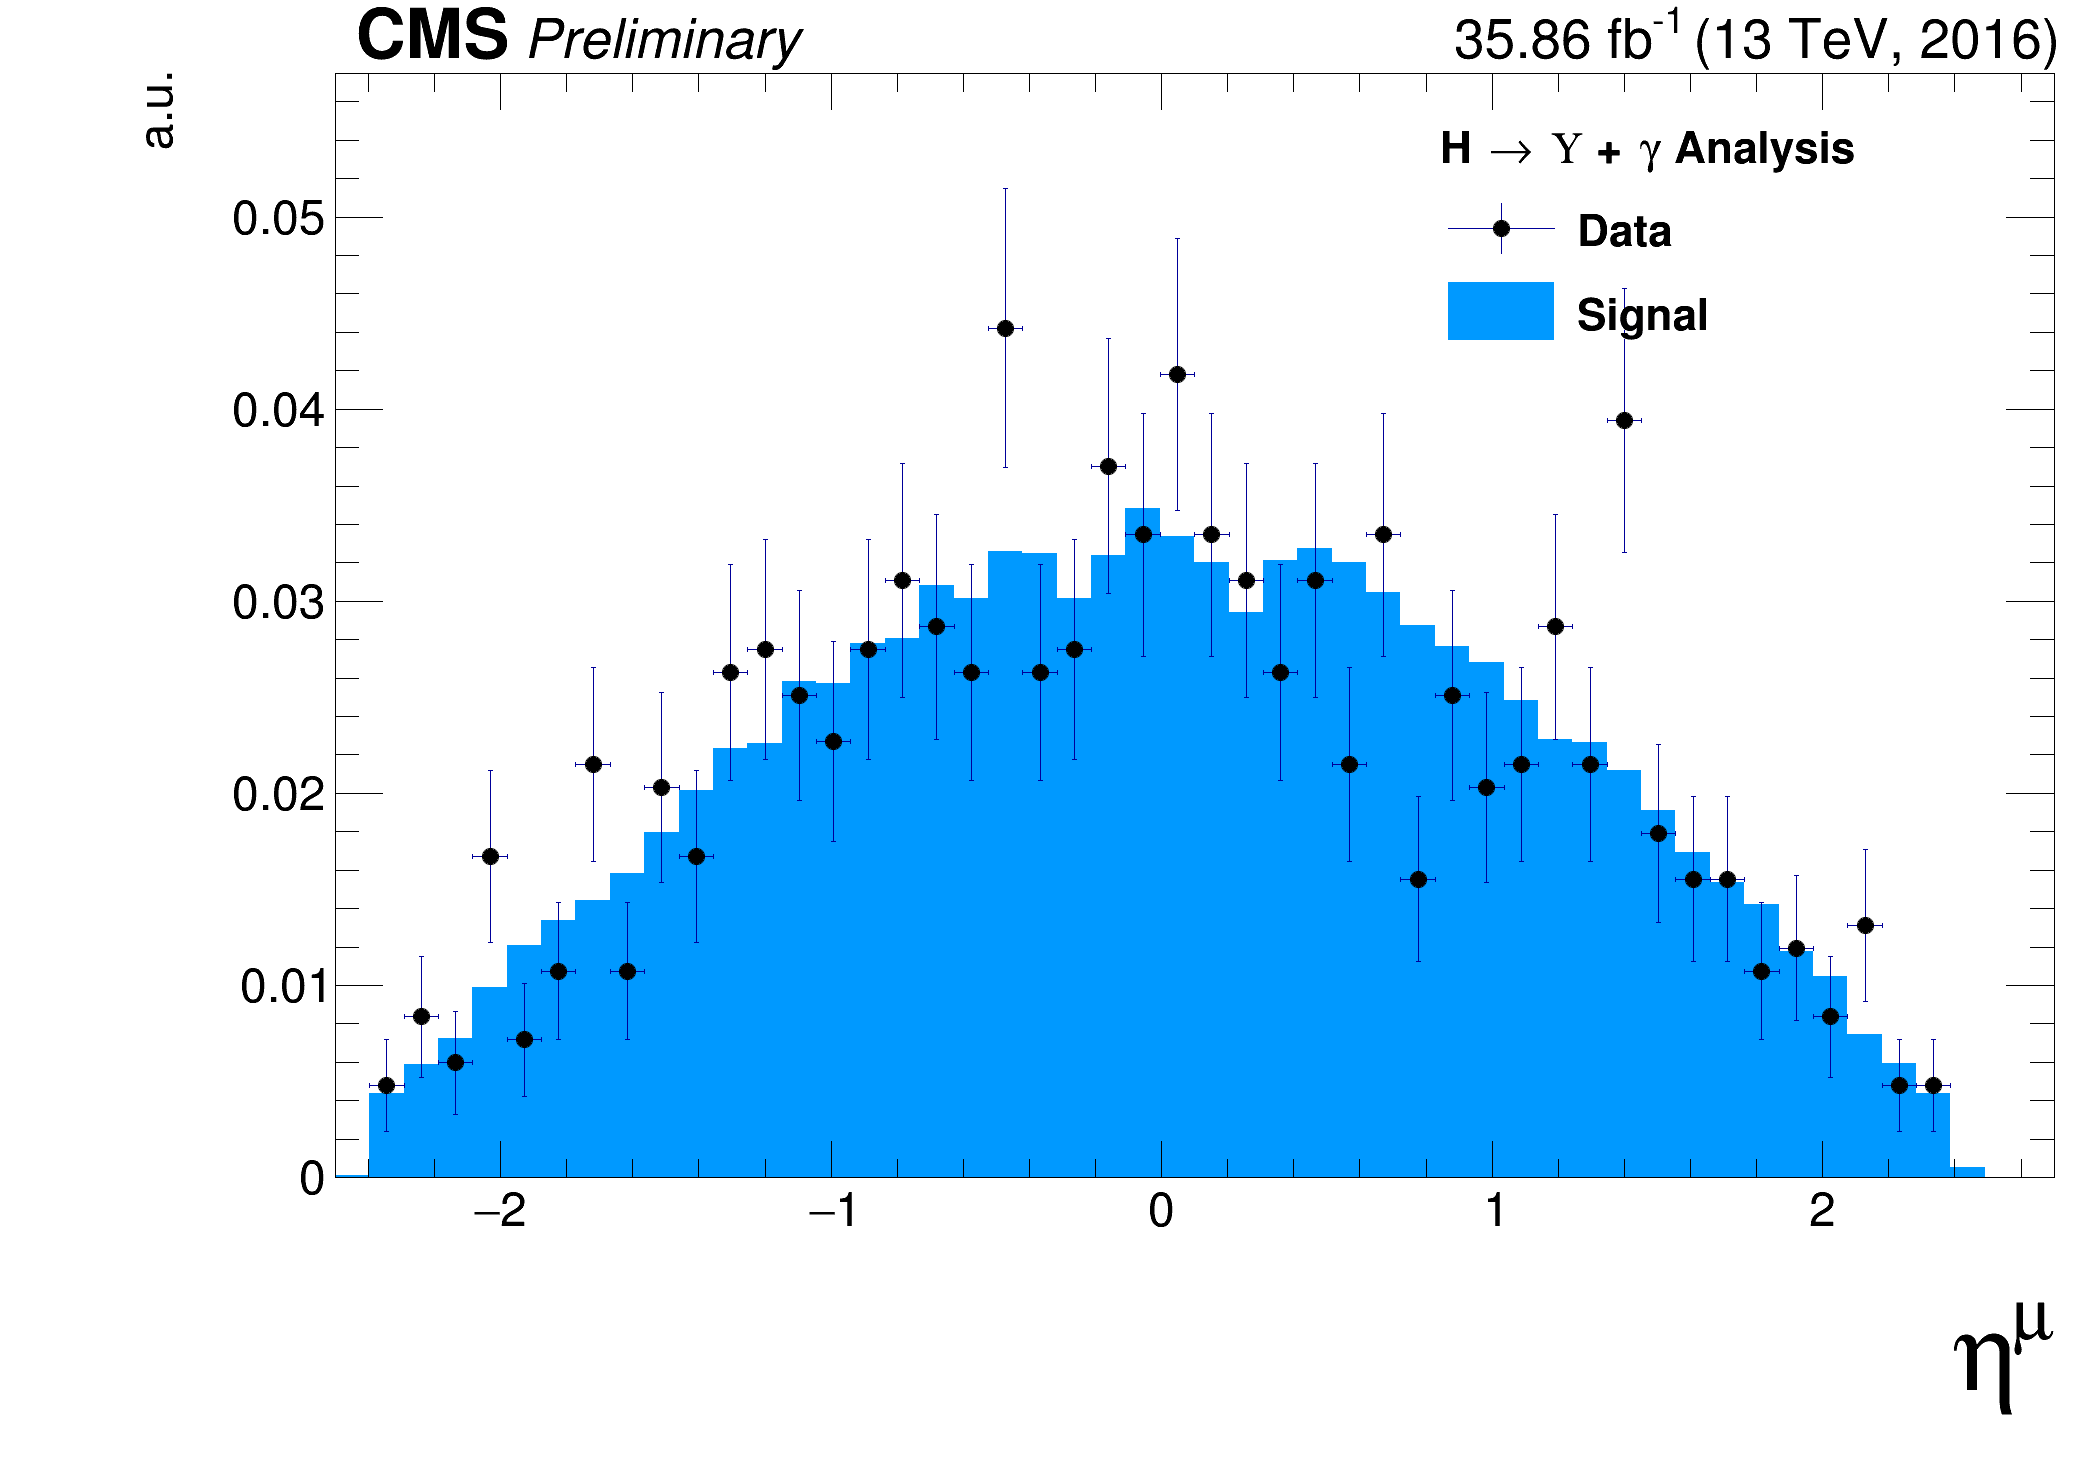 CMS Preliminary 35.86 fb⁻¹ (13 TeV, 2016)
a.u.
H → Υ + γ Analysis
Data
Signal
0.05
0.04
0.03
0.02
0.01
0
−2 −1 0 1 2
η^μ